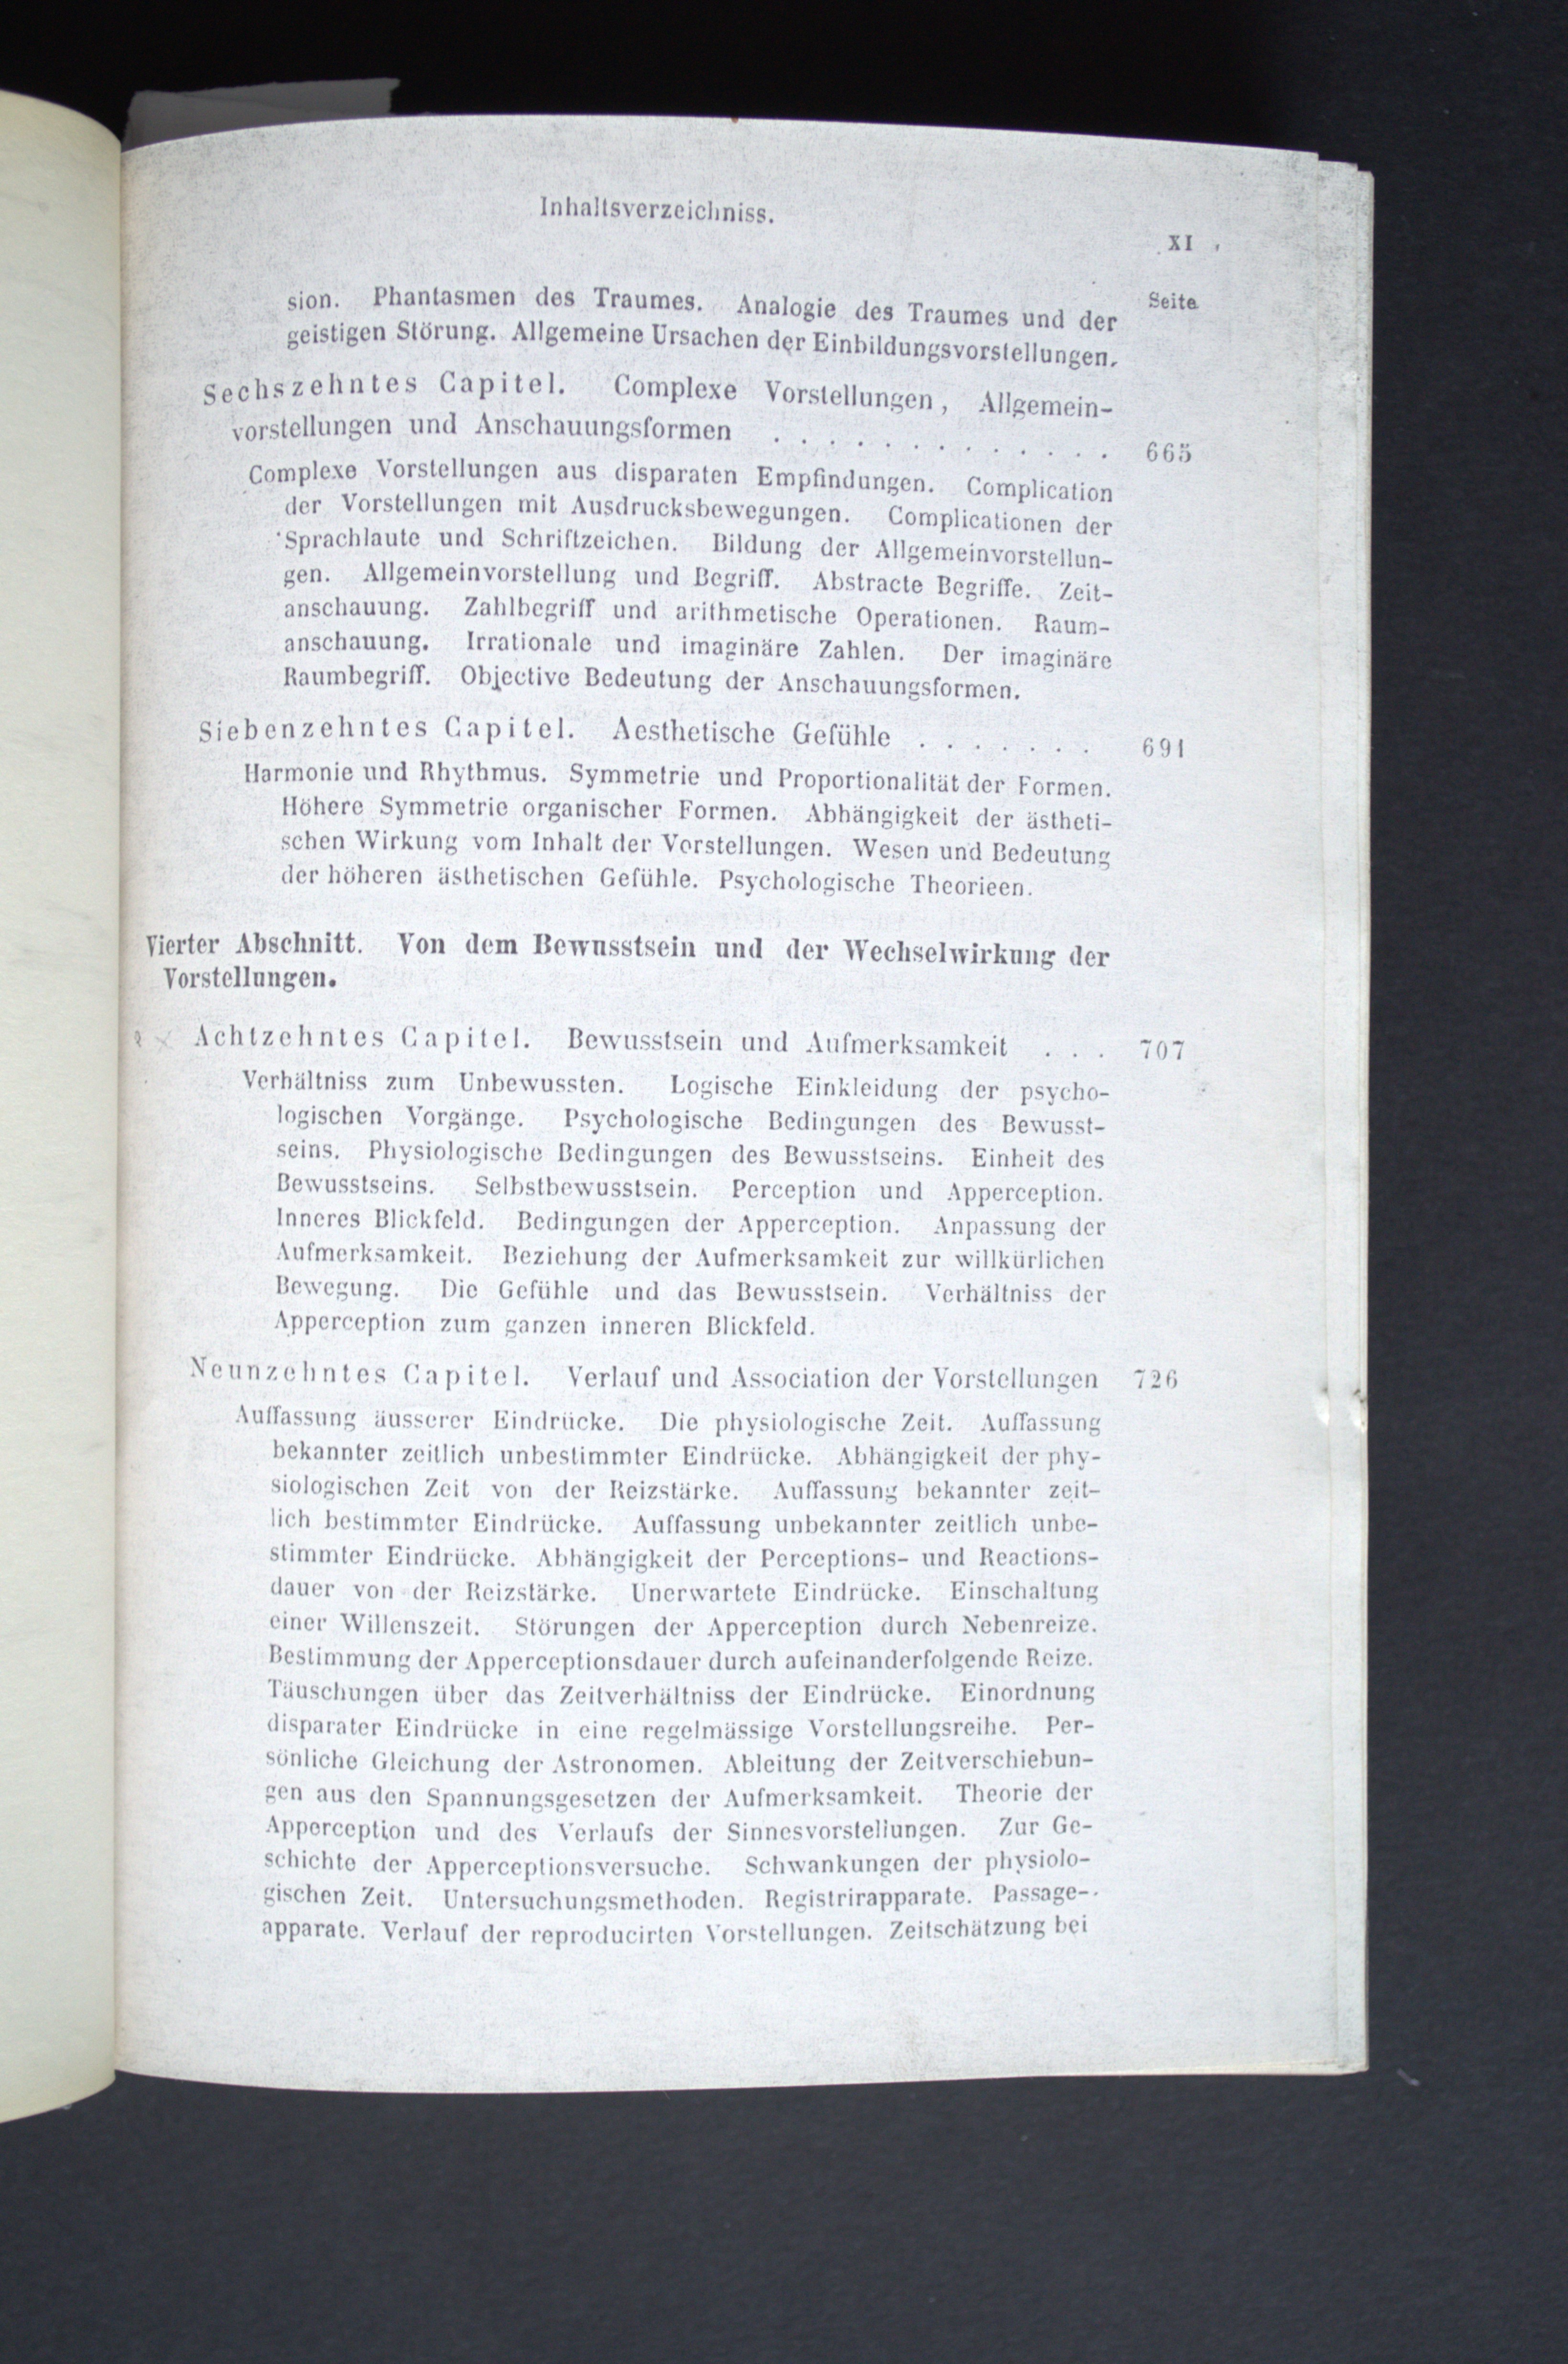 Inhaltsverzeichniss.
XI
Seite
sion. Phantasmen des Traumes. Analogie des Traumes und der
geistigen Störung. Allgemeine Ursachen der Einbildungsvorstellungen.
Sechszehntes Capitel. Complexe Vorstellungen, Allgemein-
vorstellungen und Anschauungsformen . . . . . . . . . . . . . 665
Complexe Vorstellungen aus disparaten Empfindungen. Complication
der Vorstellungen mit Ausdrucksbewegungen. Complicationen der
Sprachlaute und Schriftzeichen. Bildung der Allgemeinvorstellun-
gen. Allgemeinvorstellung und Begriff. Abstracte Begriffe. Zeit-
anschauung. Zahlbegriff und arithmetische Operationen. Raum-
anschauung. Irrationale und imaginäre Zahlen. Der imaginäre
Raumbegriff. Objective Bedeutung der Anschauungsformen.
Siebenzehntes Capitel. Aesthetische Gefühle . . . . . . . 691
Harmonie und Rhythmus. Symmetrie und Proportionalität der Formen.
Höhere Symmetrie organischer Formen. Abhängigkeit der ästheti-
schen Wirkung vom Inhalt der Vorstellungen. Wesen und Bedeutung
der höheren ästhetischen Gefühle. Psychologische Theorieen.
Vierter Abschnitt. Von dem Bewusstsein und der Wechselwirkung der
Vorstellungen.
Achtzehntes Capitel. Bewusstsein und Aufmerksamkeit . . . 707
Verhältniss zum Unbewussten. Logische Einkleidung der psycho-
logischen Vorgänge. Psychologische Bedingungen des Bewusst-
seins. Physiologische Bedingungen des Bewusstseins. Einheit des
Bewusstseins. Selbstbewusstsein. Perception und Apperception.
Inneres Blickfeld. Bedingungen der Apperception. Anpassung der
Aufmerksamkeit. Beziehung der Aufmerksamkeit zur willkürlichen
Bewegung. Die Gefühle und das Bewusstsein. Verhältniss der
Apperception zum ganzen inneren Blickfeld.
Neunzehntes Capitel. Verlauf und Association der Vorstellungen 726
Auffassung äusserer Eindrücke. Die physiologische Zeit. Auffassung
bekannter zeitlich unbestimmter Eindrücke. Abhängigkeit der phy-
siologischen Zeit von der Reizstärke. Auffassung bekannter zeit-
lich bestimmter Eindrücke. Auffassung unbekannter zeitlich unbe-
stimmter Eindrücke. Abhängigkeit der Perceptions- und Reactions-
dauer von der Reizstärke. Unerwartete Eindrücke. Einschaltung
einer Willenszeit. Störungen der Apperception durch Nebenreize.
Bestimmung der Apperceptionsdauer durch aufeinanderfolgende Reize.
Täuschungen über das Zeitverhältniss der Eindrücke. Einordnung
disparater Eindrücke in eine regelmässige Vorstellungsreihe. Per-
sönliche Gleichung der Astronomen. Ableitung der Zeitverschiebun-
gen aus den Spannungsgesetzen der Aufmerksamkeit. Theorie der
Apperception und des Verlaufs der Sinnesvorstellungen. Zur Ge-
schichte der Apperceptionsversuche. Schwankungen der physiolo-
gischen Zeit. Untersuchungsmethoden. Registrirapparate. Passage-
apparate. Verlauf der reproducirten Vorstellungen. Zeitschätzung bei